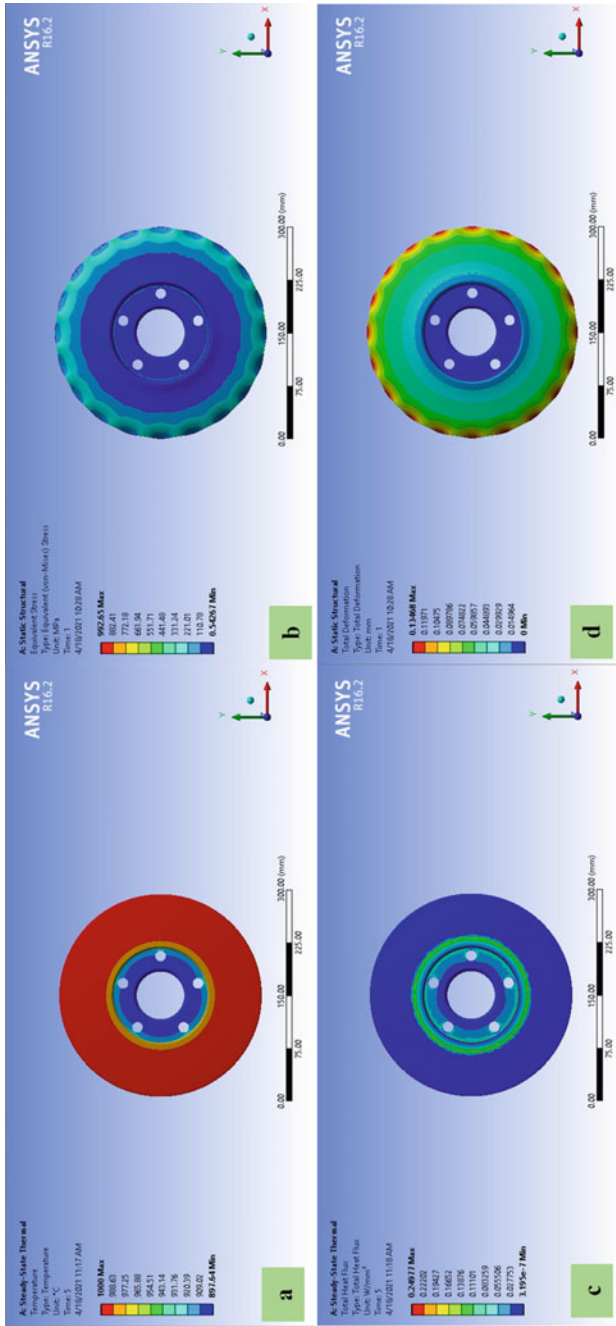 A: Steady-State Thermal
Temperature
Type: Temperature
Unit: °C
Time: 5
4/18/2021 11:17 AM
1000 Max
988.63
977.25
965.88
954.51
943.14
931.76
920.39
909.02
897.64 Min
a
0.00
75.00
150.00
225.00
300.00 (mm)
ANSYS
R16.2
Y
X
A: Static Structural
Equivalent Stress
Type: Equivalent (von-Mises) Stress
Unit: MPa
Time: 1
4/18/2021 10:28 AM
992.65 Max
882.41
772.18
661.94
551.71
441.48
331.24
221.01
110.78
0.54267 Min
b
0.00
75.00
150.00
225.00
300.00 (mm)
ANSYS
R16.2
Y
X
A: Steady-State Thermal
Total Heat Flux
Type: Total Heat Flux
Unit: W/mm²
Time: 5
4/18/2021 11:18 AM
0.24977 Max
0.22202
0.19427
0.16652
0.13876
0.11101
0.083259
0.055506
0.027753
3.195e-7 Min
c
0.00
75.00
150.00
225.00
300.00 (mm)
ANSYS
R16.2
Y
X
A: Static Structural
Total Deformation
Type: Total Deformation
Unit: mm
Time: 1
4/18/2021 10:28 AM
0.13468 Max
0.11971
0.10475
0.089786
0.074822
0.059857
0.044893
0.029929
0.014964
0 Min
d
0.00
75.00
150.00
225.00
300.00 (mm)
ANSYS
R16.2
Y
X